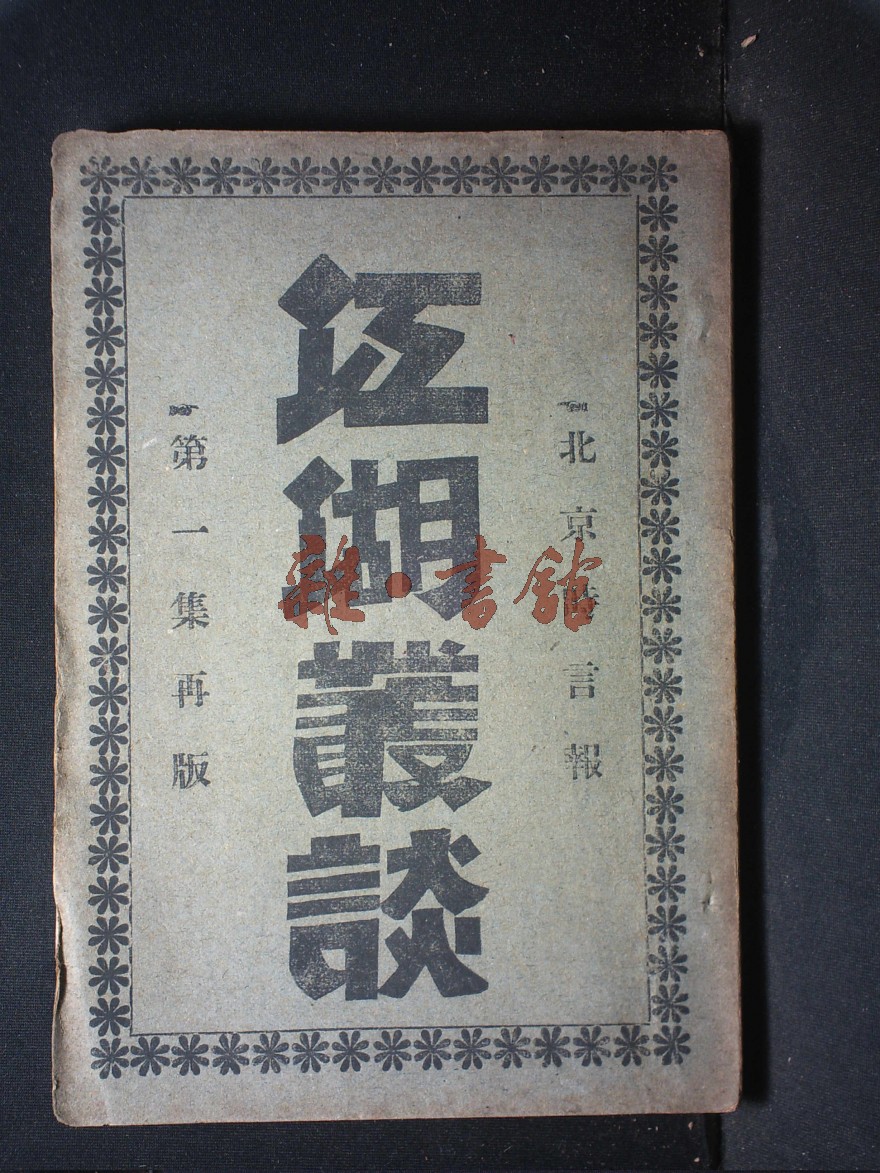 北京時言報
江湖叢談
第一集再版
雜·書館